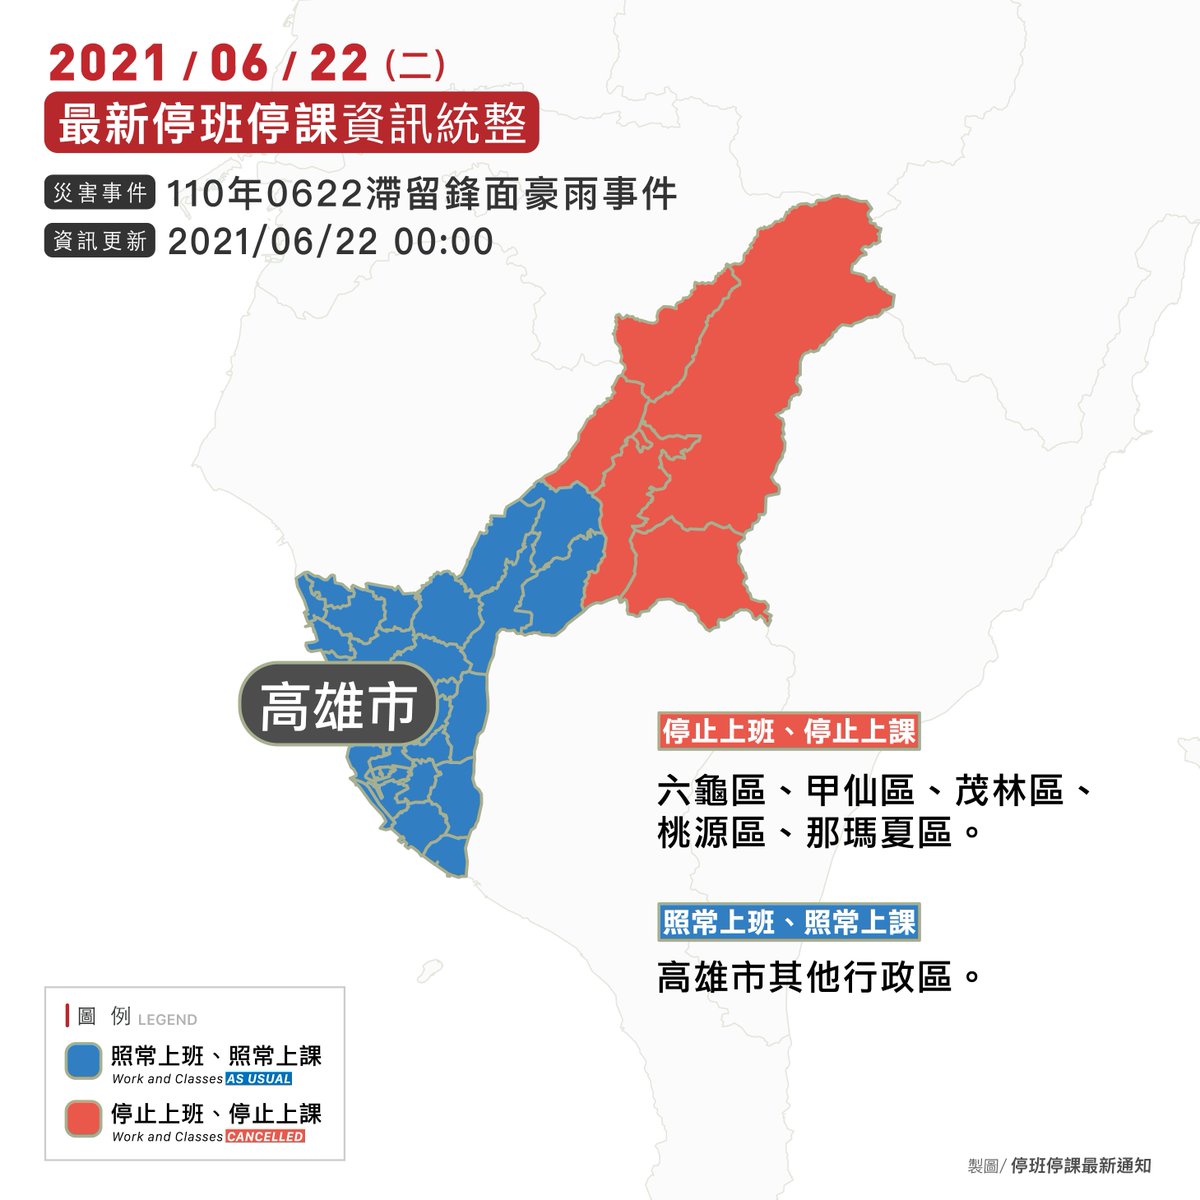 2021 / 06 / 22 (二)
最新停班停課資訊統整
災害事件 110年0622滯留鋒面豪雨事件
資訊更新 2021/06/22 00:00
高雄市
停止上班、停止上課
六龜區、甲仙區、茂林區、
桃源區、那瑪夏區。
照常上班、照常上課
高雄市其他行政區。
圖 例 LEGEND
照常上班、照常上課
Work and Classes AS USUAL
停止上班、停止上課
Work and Classes CANCELLED
製圖/ 停班停課最新通知